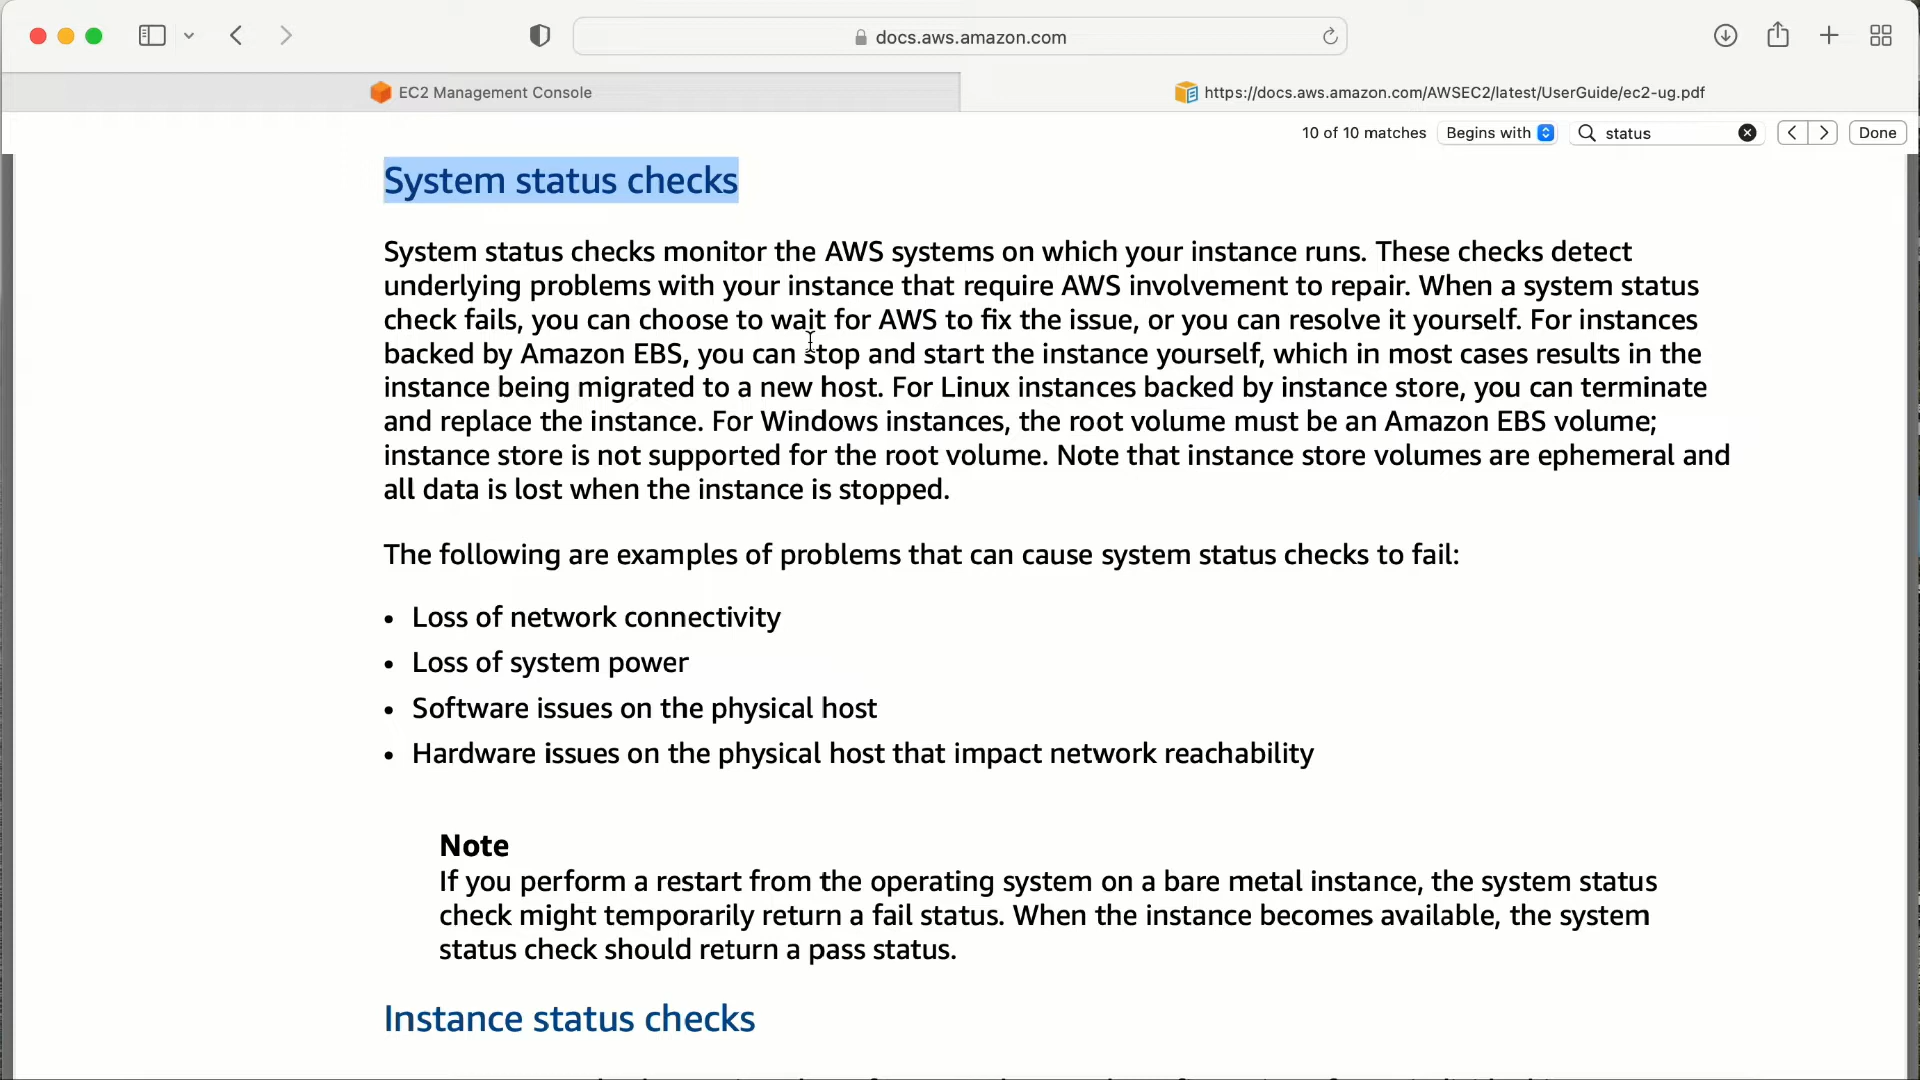 docs.aws.amazon.com
EC2 Management Console
https://docs.aws.amazon.com/AWSEC2/latest/UserGuide/ec2-ug.pdf
10 of 10 matches Begins with status Done
System status checks
System status checks monitor the AWS systems on which your instance runs. These checks detect
underlying problems with your instance that require AWS involvement to repair. When a system status
check fails, you can choose to wait for AWS to fix the issue, or you can resolve it yourself. For instances
backed by Amazon EBS, you can stop and start the instance yourself, which in most cases results in the
instance being migrated to a new host. For Linux instances backed by instance store, you can terminate
and replace the instance. For Windows instances, the root volume must be an Amazon EBS volume;
instance store is not supported for the root volume. Note that instance store volumes are ephemeral and
all data is lost when the instance is stopped.
The following are examples of problems that can cause system status checks to fail:
• Loss of network connectivity
• Loss of system power
• Software issues on the physical host
• Hardware issues on the physical host that impact network reachability
Note
If you perform a restart from the operating system on a bare metal instance, the system status
check might temporarily return a fail status. When the instance becomes available, the system
status check should return a pass status.
Instance status checks